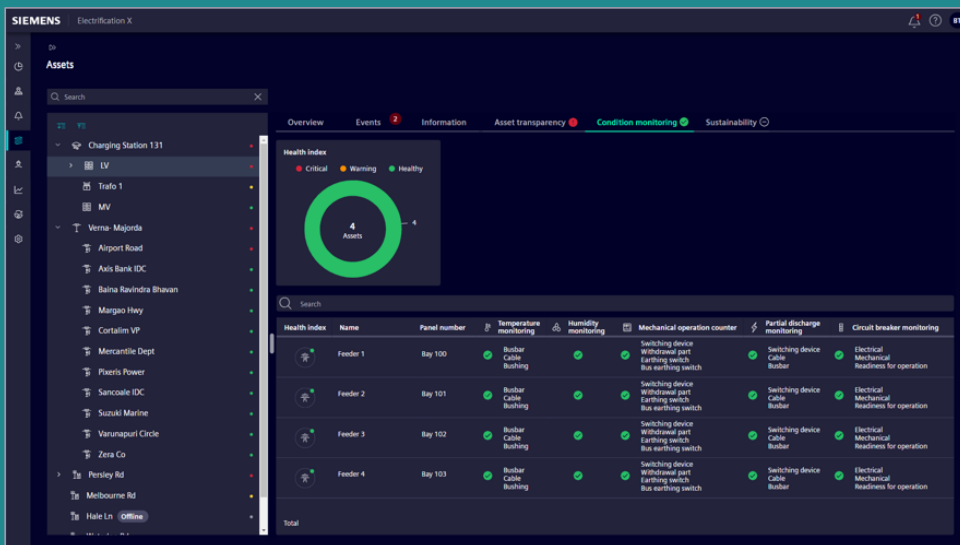 SIEMENS Electrification X
1
BT
Assets
Search
Overview Events 2 Information Asset transparency Condition monitoring Sustainability
Charging Station 131
LV
Trafo 1
MV
Verna- Majorda
Airport Road
Axis Bank IDC
Baina Ravindra Bhavan
Margao Hwy
Cortalim VP
Mercantile Dept
Pixeris Power
Sancoale IDC
Suzuki Marine
Varunapuri Circle
Zera Co
Persley Rd
Melbourne Rd
Hale Ln Offline
Health index
Critical Warning Healthy
4
Assets
4
Search
Health index Name Panel number Temperature monitoring Humidity monitoring Mechanical operation counter Partial discharge monitoring Circuit breaker monitoring
Feeder 1 Bay 100
Busbar
Cable
Bushing
Switching device
Withdrawal part
Earthing switch
Bus earthing switch
Switching device
Cable
Busbar
Electrical
Mechanical
Readiness for operation
Feeder 2 Bay 101
Busbar
Cable
Bushing
Switching device
Withdrawal part
Earthing switch
Bus earthing switch
Switching device
Cable
Busbar
Electrical
Mechanical
Readiness for operation
Feeder 3 Bay 102
Busbar
Cable
Bushing
Switching device
Withdrawal part
Earthing switch
Bus earthing switch
Switching device
Cable
Busbar
Electrical
Mechanical
Readiness for operation
Feeder 4 Bay 103
Busbar
Cable
Bushing
Switching device
Withdrawal part
Earthing switch
Bus earthing switch
Switching device
Cable
Busbar
Electrical
Mechanical
Readiness for operation
Total